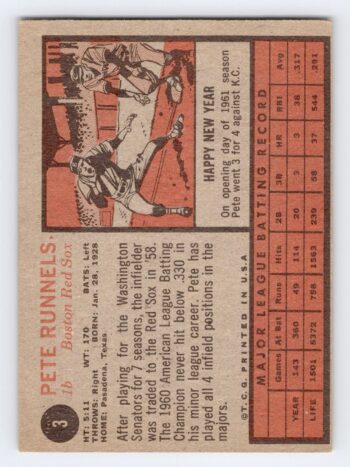 3
PETE RUNNELS
1b Boston Red Sox
HT: 5:11 WT: 170 BATS: Left
THROWS: Right BORN: Jan. 28, 1928
HOME: Pasadena, Texas
After playing for the Washington
Senators for 7 seasons, the infielder
was traded to the Red Sox in '58.
The 1960 American League Batting
Champion never hit below .330 in
his minor league career. Pete has
played all 4 infield positions in the
majors.
HAPPY NEW YEAR
On opening day of 1961 season
Pete went 3 for 4 against K.C.
©T.C.G. PRINTED IN U.S.A.
MAJOR LEAGUE BATTING RECORD
Games At Bat Runs Hits 2B 3B HR RBI Avg.
YEAR 143 360 49 114 20 3 3 38 .317
LIFE 1501 5372 758 1563 239 58 37 544 .291